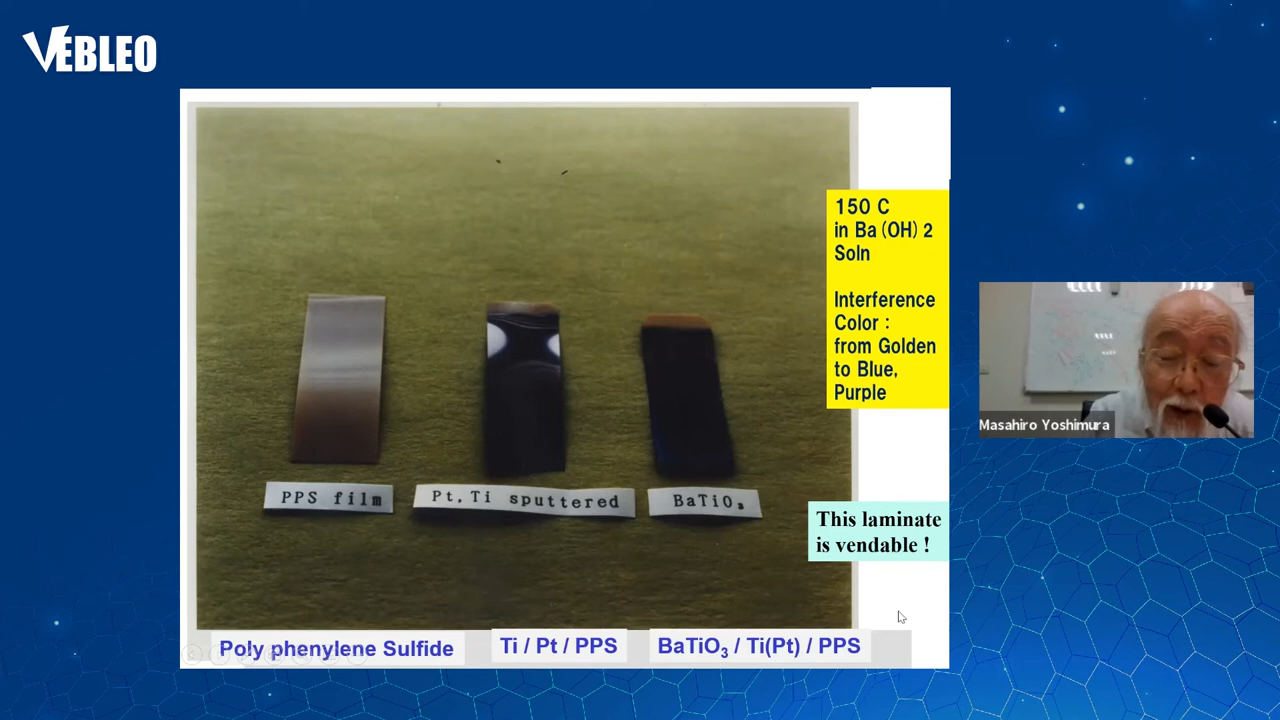 VEBLEO
150 C
in Ba(OH)2
Soln
Interference
Color :
from Golden
to Blue,
Purple
Masahiro Yoshimura
PPS film
Pt.Ti sputtered
BaTiO₃
This laminate
is vendable !
Poly phenylene Sulfide
Ti / Pt / PPS
BaTiO₃ / Ti(Pt) / PPS